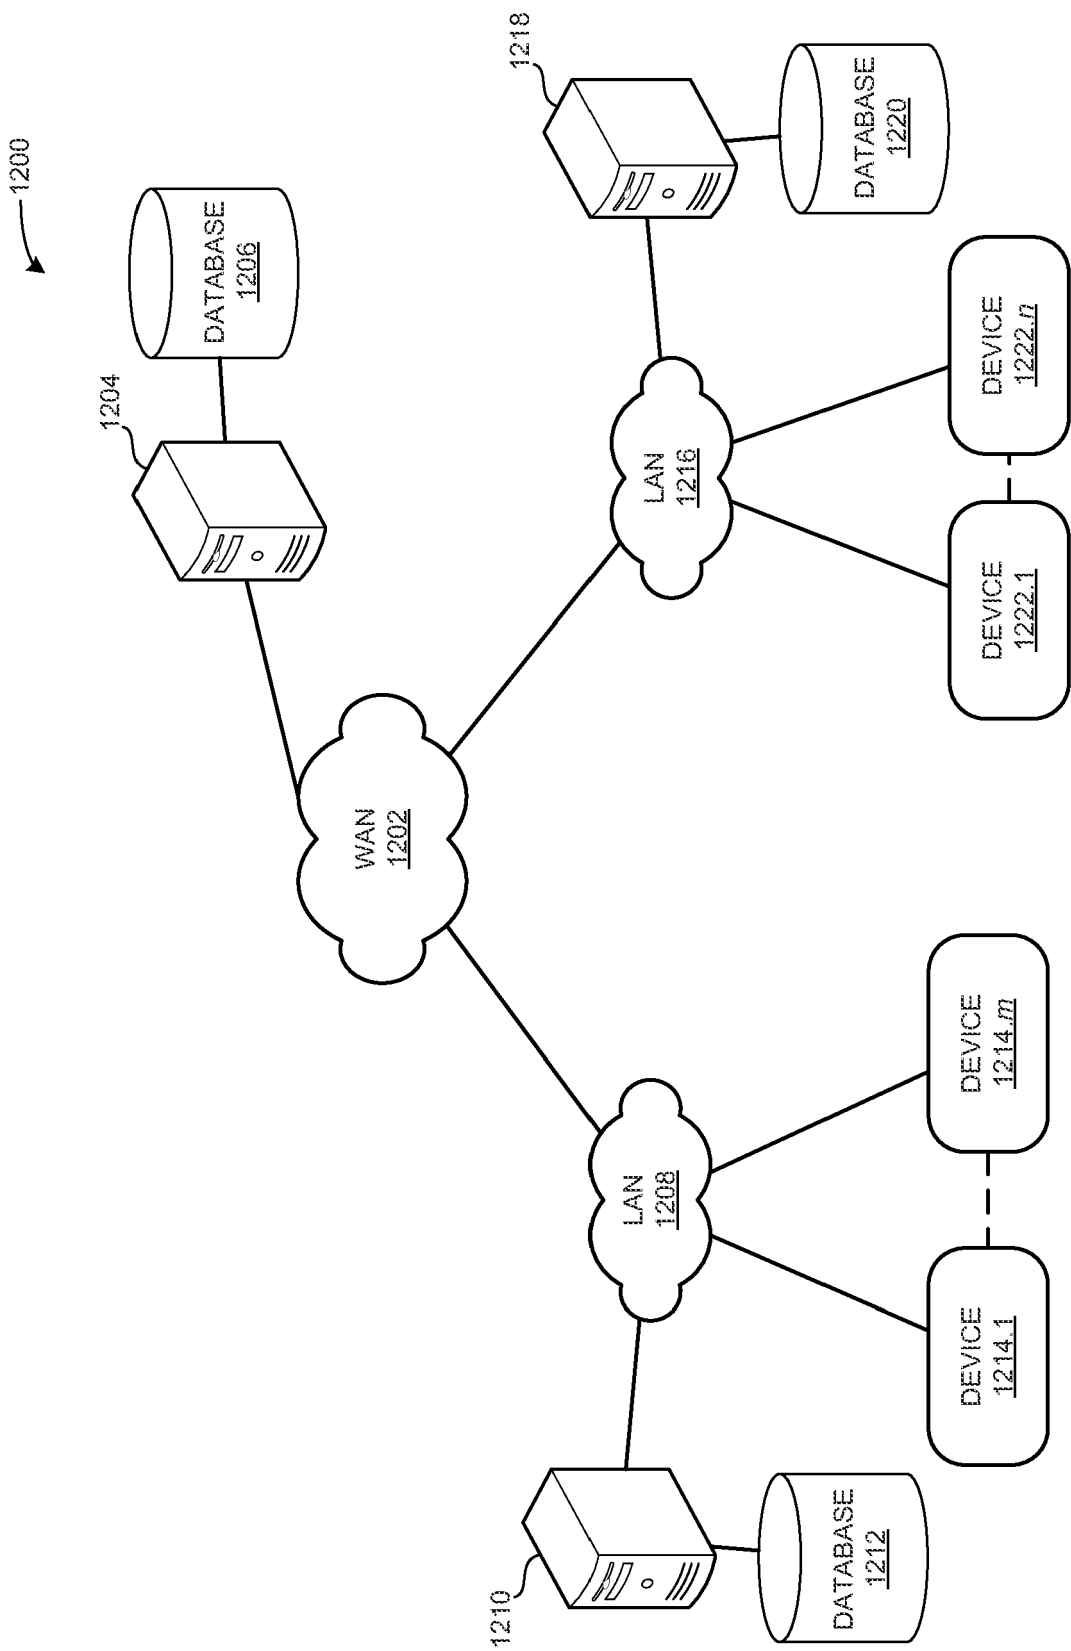 1200
1204
DATABASE
1206
WAN
1202
1218
DATABASE
1220
LAN
1216
DEVICE
1222.1
DEVICE
1222.n
LAN
1208
1210
DATABASE
1212
DEVICE
1214.1
DEVICE
1214.m